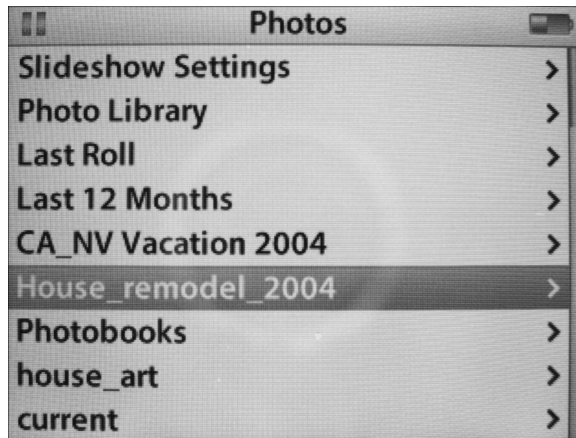 Photos
Slideshow Settings
Photo Library
Last Roll
Last 12 Months
CA_NV Vacation 2004
House_remodel_2004
Photobooks
house_art
current